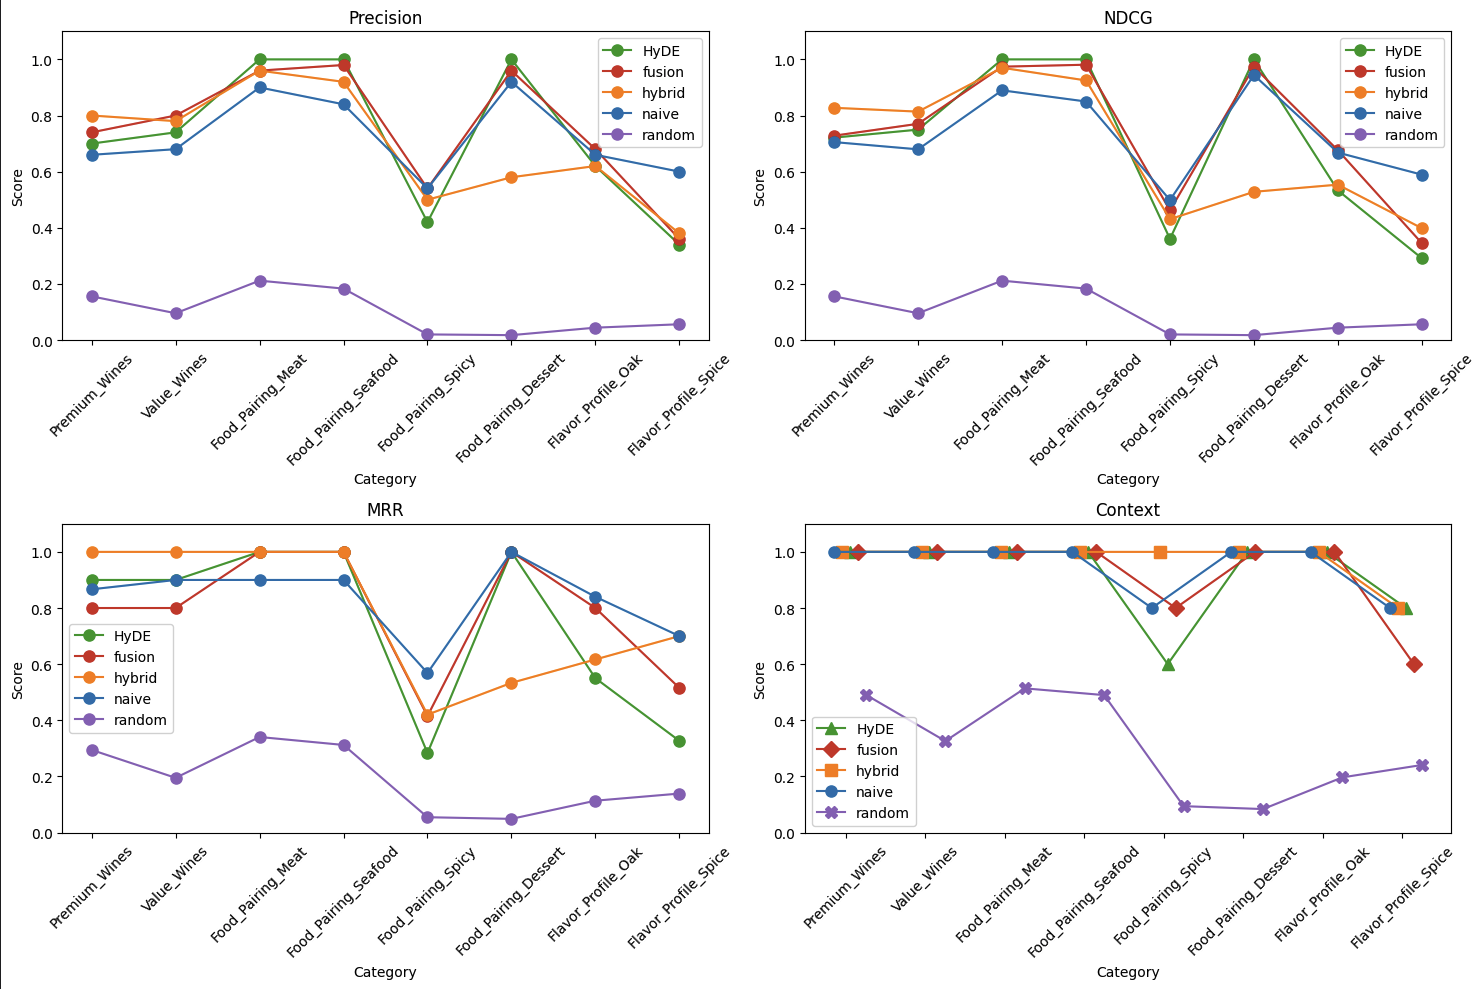 Precision
1.0
0.8
0.6
0.4
0.2
0.0
Score
HyDE
fusion
hybrid
naive
random
Premium_Wines
Value_Wines
Food_Pairing_Meat
Food_Pairing_Seafood
Food_Pairing_Spicy
Food_Pairing_Dessert
Flavor_Profile_Oak
Flavor_Profile_Spice
Category
NDCG
1.0
0.8
0.6
0.4
0.2
0.0
Score
HyDE
fusion
hybrid
naive
random
Premium_Wines
Value_Wines
Food_Pairing_Meat
Food_Pairing_Seafood
Food_Pairing_Spicy
Food_Pairing_Dessert
Flavor_Profile_Oak
Flavor_Profile_Spice
Category
MRR
1.0
0.8
0.6
0.4
0.2
0.0
Score
HyDE
fusion
hybrid
naive
random
Premium_Wines
Value_Wines
Food_Pairing_Meat
Food_Pairing_Seafood
Food_Pairing_Spicy
Food_Pairing_Dessert
Flavor_Profile_Oak
Flavor_Profile_Spice
Category
Context
1.0
0.8
0.6
0.4
0.2
0.0
Score
HyDE
fusion
hybrid
naive
random
Premium_Wines
Value_Wines
Food_Pairing_Meat
Food_Pairing_Seafood
Food_Pairing_Spicy
Food_Pairing_Dessert
Flavor_Profile_Oak
Flavor_Profile_Spice
Category